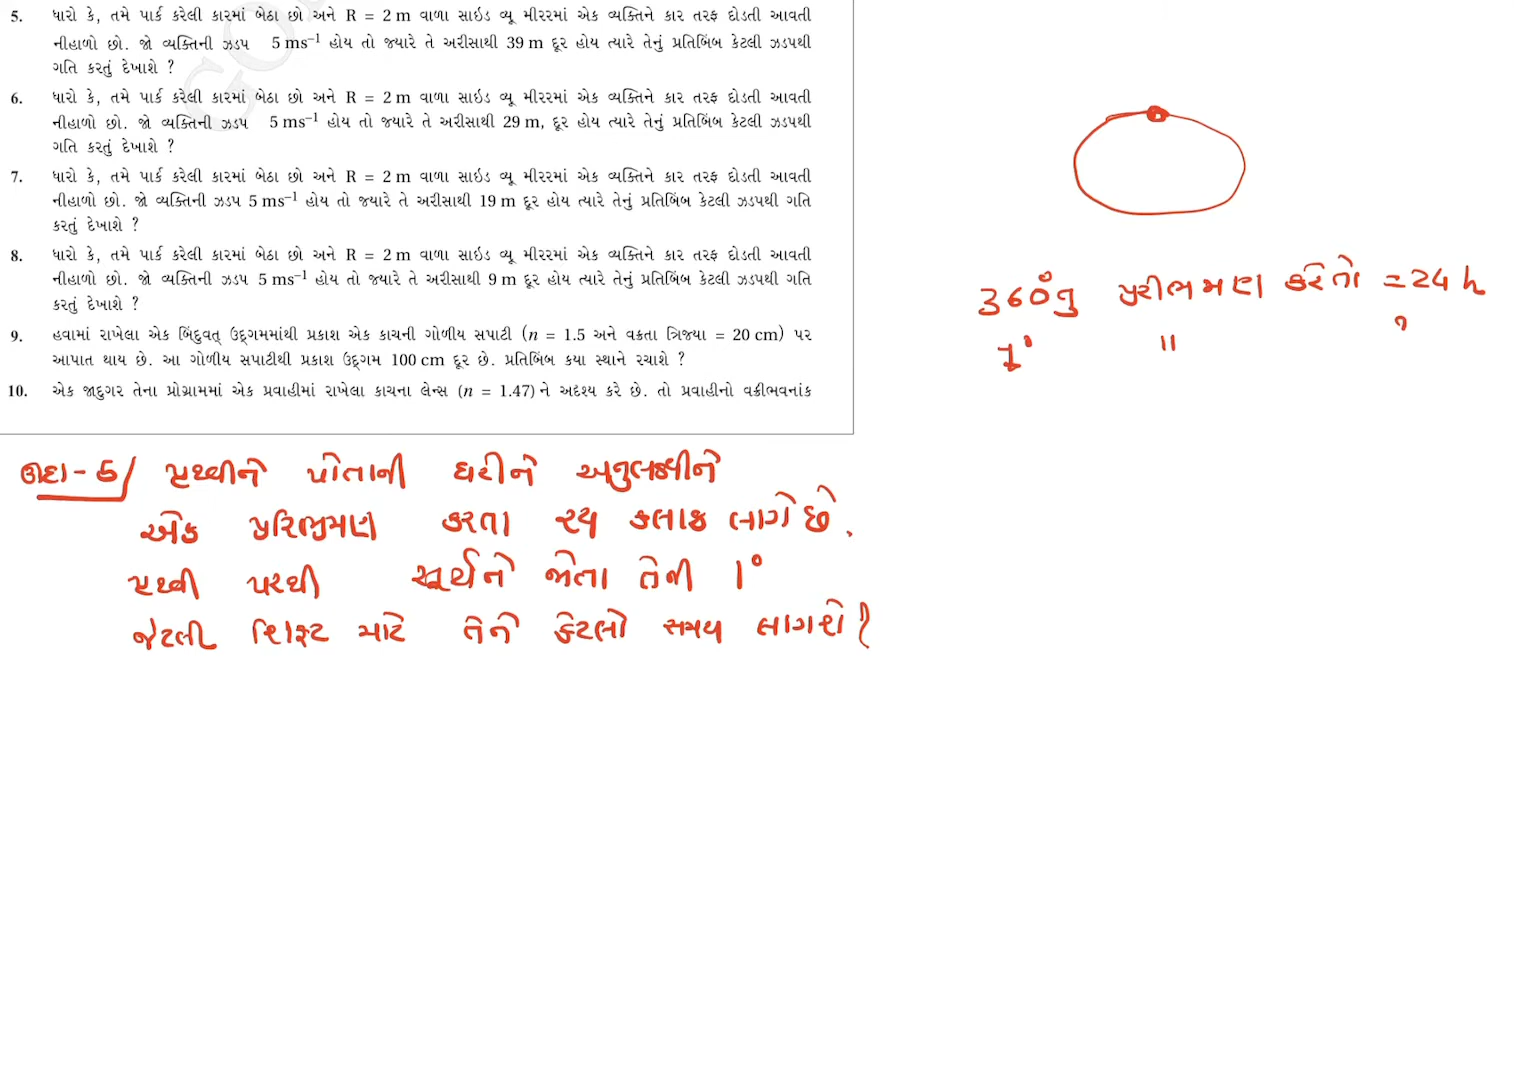 5. ધારો કે, તમે પાર્ક કરેલી કારમાં બેઠા છો અને R = 2 m વાળા સાઇડ વ્યૂ મીરરમાં એક વ્યક્તિને કાર તરફ દોડતી આવતી
નીહાળો છો. જો વ્યક્તિની ઝડપ 5 ms⁻¹ હોય તો જ્યારે તે અરીસાથી 39 m દૂર હોય ત્યારે તેનું પ્રતિબિંબ કેટલી ઝડપથી
ગતિ કરતું દેખાશે ?
6. ધારો કે, તમે પાર્ક કરેલી કારમાં બેઠા છો અને R = 2 m વાળા સાઇડ વ્યૂ મીરરમાં એક વ્યક્તિને કાર તરફ દોડતી આવતી
નીહાળો છો. જો વ્યક્તિની ઝડપ 5 ms⁻¹ હોય તો જ્યારે તે અરીસાથી 29 m, દૂર હોય ત્યારે તેનું પ્રતિબિંબ કેટલી ઝડપથી
ગતિ કરતું દેખાશે ?
7. ધારો કે, તમે પાર્ક કરેલી કારમાં બેઠા છો અને R = 2 m વાળા સાઇડ વ્યૂ મીરરમાં એક વ્યક્તિને કાર તરફ દોડતી આવતી
નીહાળો છો. જો વ્યક્તિની ઝડપ 5 ms⁻¹ હોય તો જ્યારે તે અરીસાથી 19 m દૂર હોય ત્યારે તેનું પ્રતિબિંબ કેટલી ઝડપથી ગતિ
કરતું દેખાશે ?
8. ધારો કે, તમે પાર્ક કરેલી કારમાં બેઠા છો અને R = 2 m વાળા સાઇડ વ્યૂ મીરરમાં એક વ્યક્તિને કાર તરફ દોડતી આવતી
નીહાળો છો. જો વ્યક્તિની ઝડપ 5 ms⁻¹ હોય તો જ્યારે તે અરીસાથી 9 m દૂર હોય ત્યારે તેનું પ્રતિબિંબ કેટલી ઝડપથી ગતિ
કરતું દેખાશે ?
9. હવામાં રાખેલા એક બિંદુવત્ ઉદ્ગમમાંથી પ્રકાશ એક કાચની ગોળીય સપાટી (n = 1.5 અને વક્રતા ત્રિજ્યા = 20 cm) પર
આપાત થાય છે. આ ગોળીય સપાટીથી પ્રકાશ ઉદ્ગમ 100 cm દૂર છે. પ્રતિબિંબ કયા સ્થાને રચાશે ?
10. એક જાદુગર તેના પ્રોગ્રામમાં એક પ્રવાહીમાં રાખેલા કાચના લેન્સ (n = 1.47) ને અદૃશ્ય કરે છે. તો પ્રવાહીનો વક્રીભવનાંક
360° નુ પરીભ્રમણ કરે તો = 24 h
1° " ?
ઉદા-5/ પૃથ્વીને પોતાની ધરીને અનુલક્ષીને
એક પરિભ્રમણ કરતા ૨૪ કલાક લાગે છે.
પૃથ્વી પરથી સૂર્યને જોતા તેની 1°
જેટલી શિફ્ટ માટે તેને કેટલો સમય લાગશે?